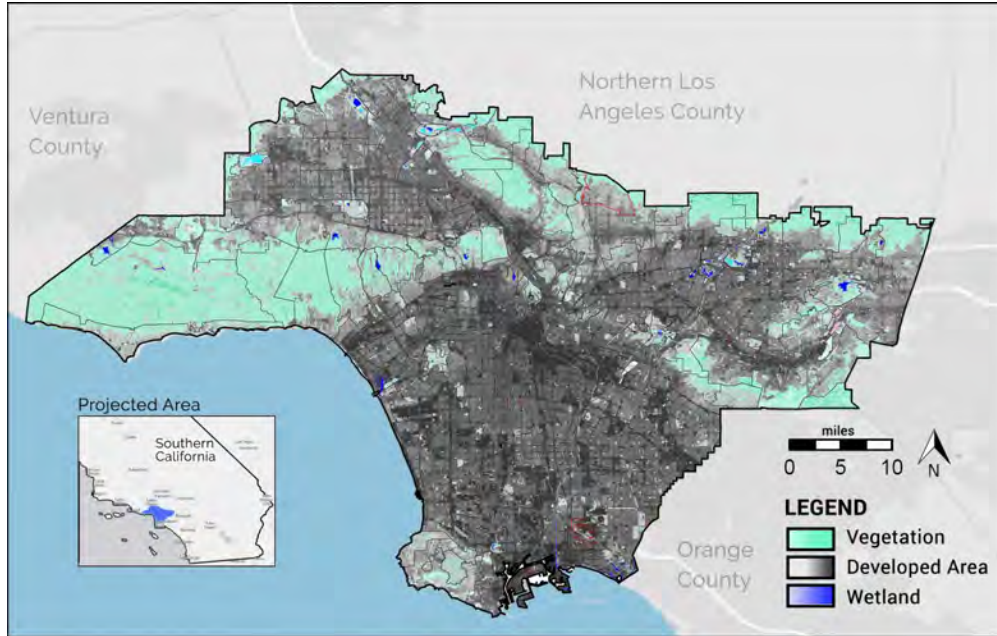 Northern Los
Angeles County
Ventura
County
Projected Area
Southern
California
miles
0 5 10
N
LEGEND
Vegetation
Developed Area
Wetland
Orange
County